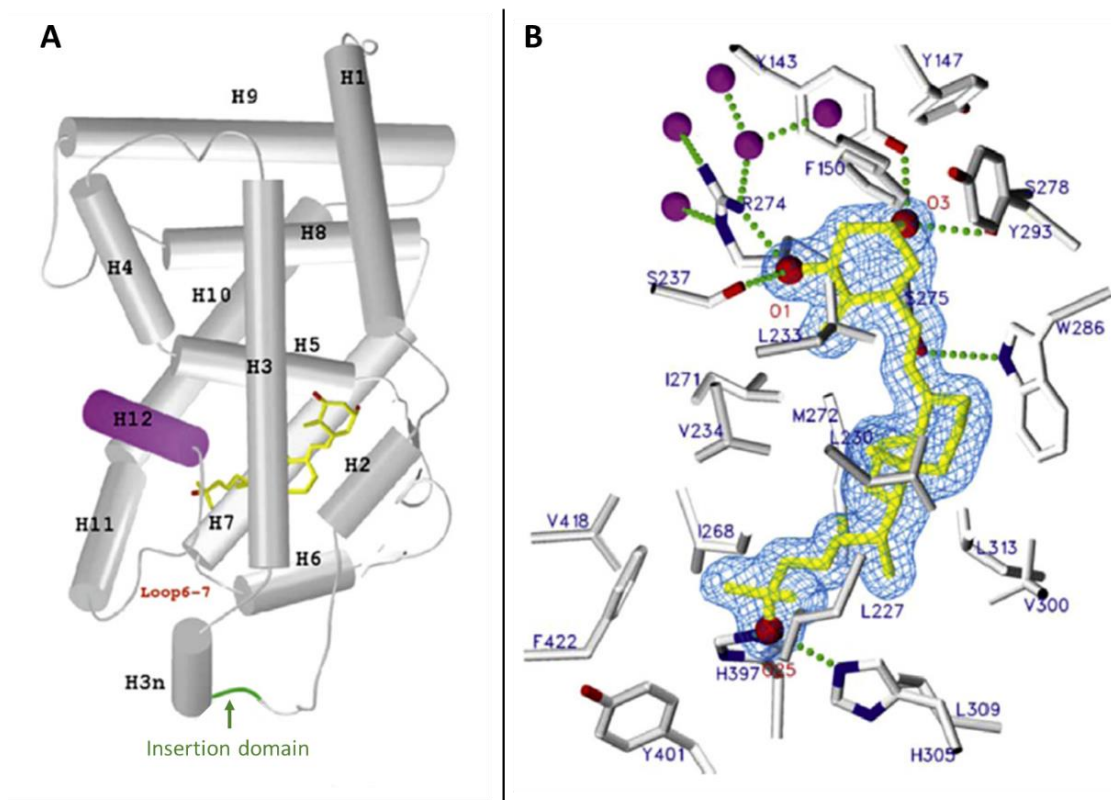 A
H1
H9
H8
H4
H10
H5
H3
H12
H2
H7
H11
H6
Loop6-7
H3n
Insertion domain
B
Y143
Y147
F150
S278
R274
O3
Y293
S237
O1
S275
L233
W286
I271
M272
V234
L230
V418
I268
L313
V300
L227
F422
H397
O25
L309
Y401
H305